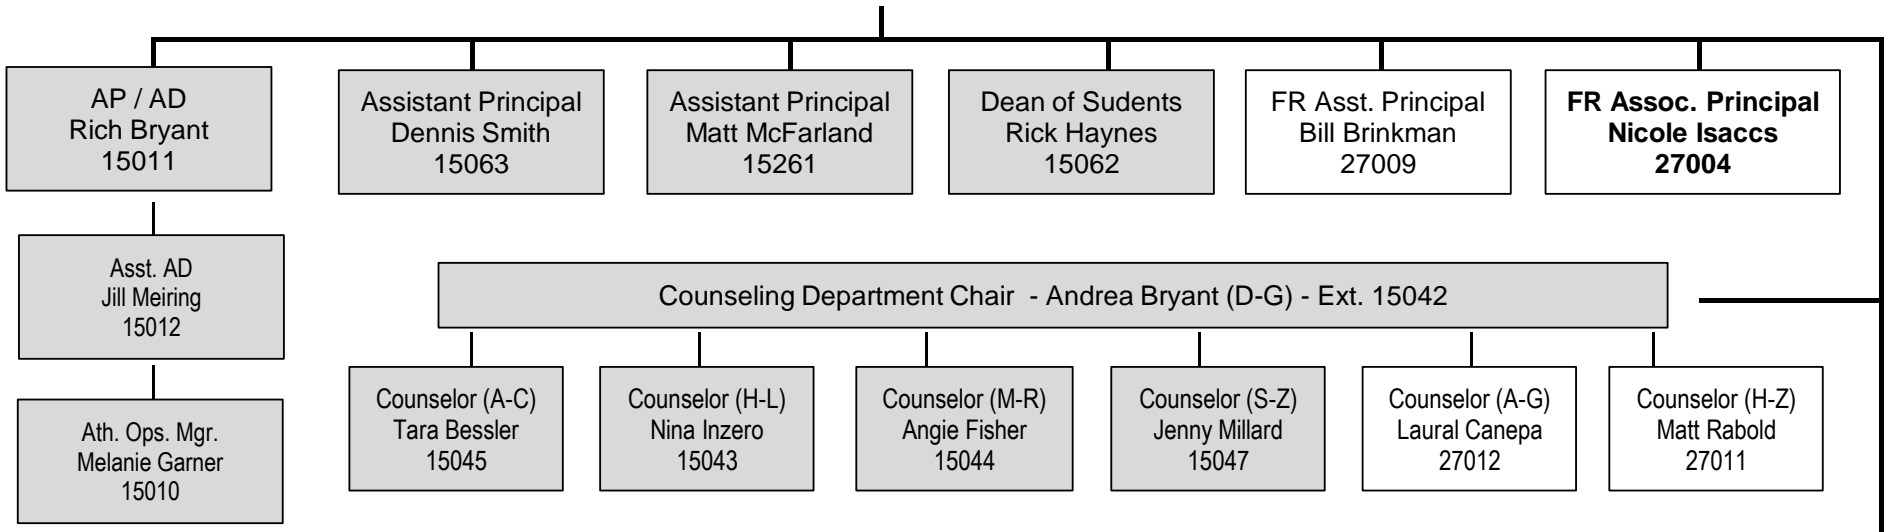 AP / AD
Rich Bryant
15011
Assistant Principal
Dennis Smith
15063
Assistant Principal
Matt McFarland
15261
Dean of Sudents
Rick Haynes
15062
FR Asst. Principal
Bill Brinkman
27009
FR Assoc. Principal
Nicole Isaccs
27004
Asst. AD
Jill Meiring
15012
Counseling Department Chair - Andrea Bryant (D-G) - Ext. 15042
Ath. Ops. Mgr.
Melanie Garner
15010
Counselor (A-C)
Tara Bessler
15045
Counselor (H-L)
Nina Inzero
15043
Counselor (M-R)
Angie Fisher
15044
Counselor (S-Z)
Jenny Millard
15047
Counselor (A-G)
Laural Canepa
27012
Counselor (H-Z)
Matt Rabold
27011